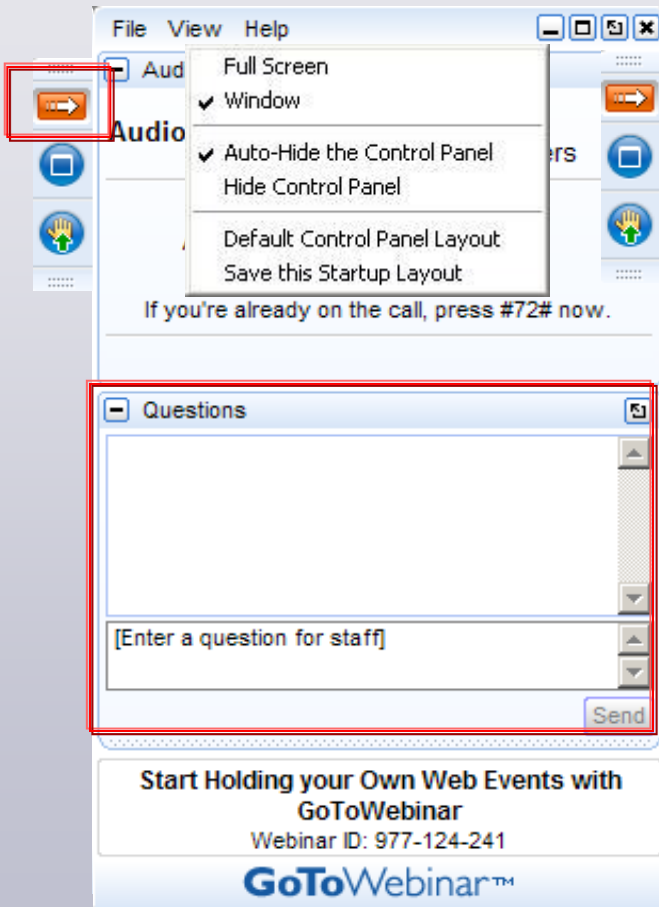 File View Help
Aud
Full Screen
Window
Audio
Auto-Hide the Control Panel
ers
Hide Control Panel
Default Control Panel Layout
Save this Startup Layout
If you're already on the call, press #72# now.
Questions
[Enter a question for staff]
Send
Start Holding your Own Web Events with
GoToWebinar
Webinar ID: 977-124-241
GoToWebinar™